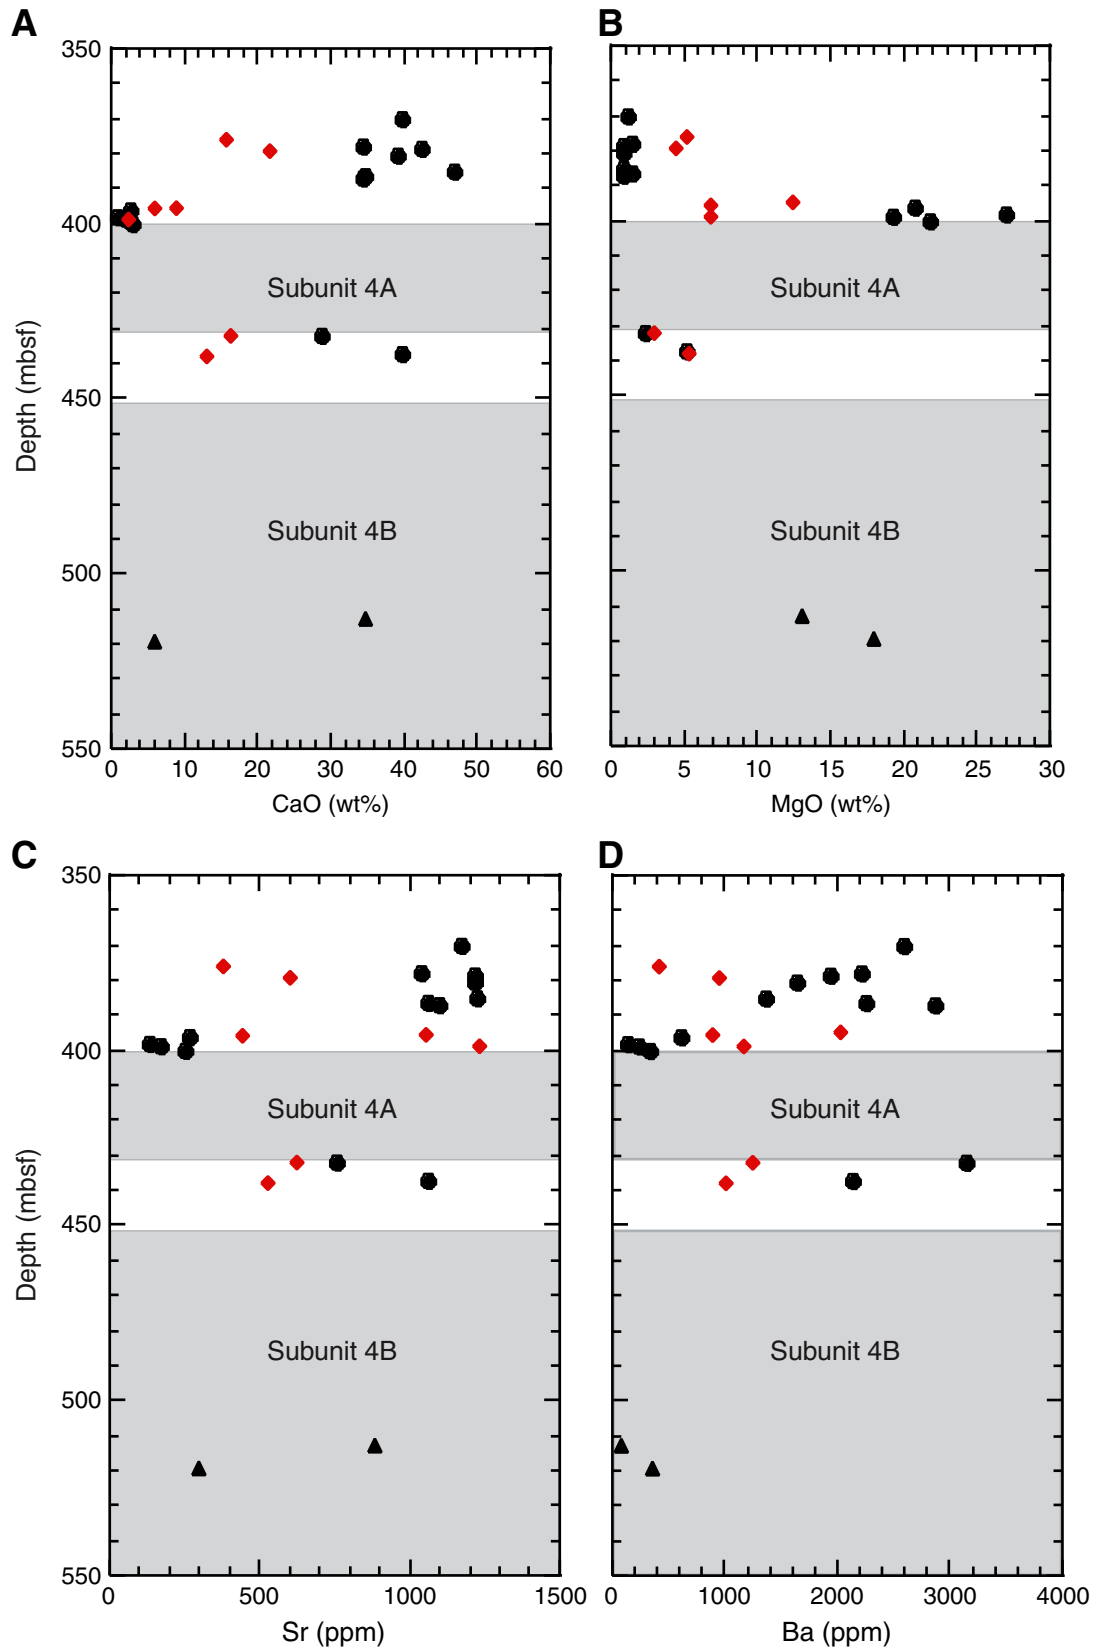 A
B
350
400
450
500
550
Depth (mbsf)
Subunit 4A
Subunit 4B
Subunit 4A
Subunit 4B
0 10 20 30 40 50 60
0 5 10 15 20 25 30
CaO (wt%)
MgO (wt%)
C
D
350
400
450
500
550
Depth (mbsf)
Subunit 4A
Subunit 4B
Subunit 4A
Subunit 4B
0 500 1000 1500
0 1000 2000 3000 4000
Sr (ppm)
Ba (ppm)